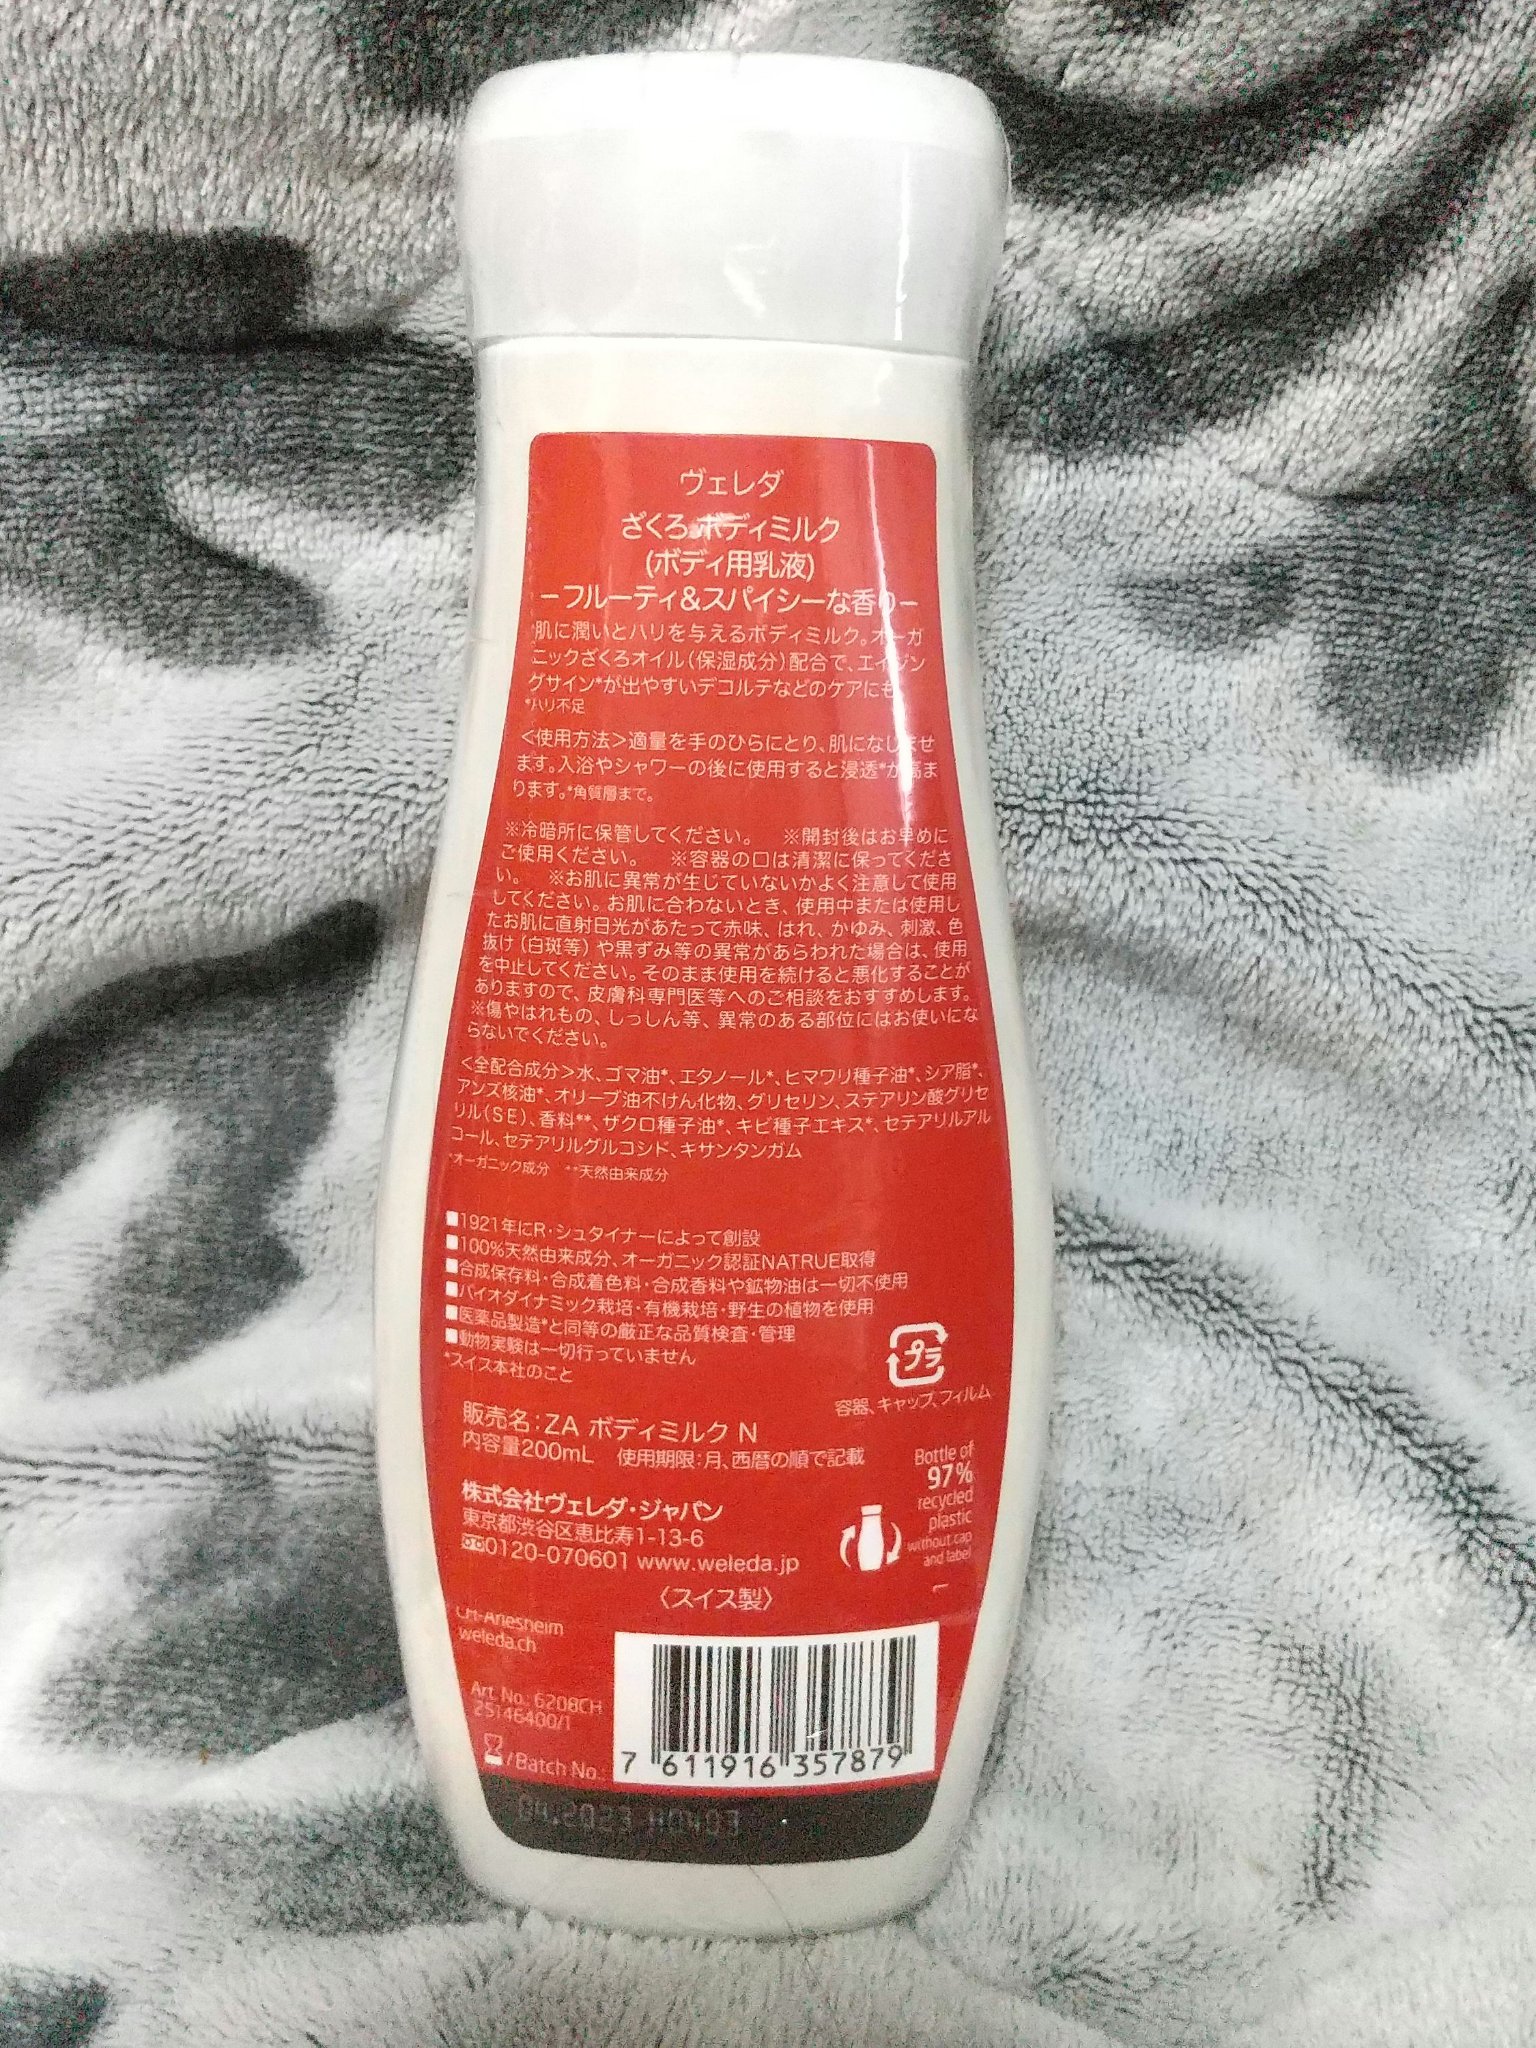 ヴェレダ
ざくろ ボディミルク
(ボディ用乳液)
－フルーティ&スパイシーな香り－
肌に潤いとハリを与えるボディミルク。オーガ
ニックざくろオイル(保湿成分)配合で、エイジン
グサイン*が出やすいデコルテなどのケアにも。
*ハリ不足
＜使用方法＞適量を手のひらにとり、肌になじませ
ます。入浴やシャワーの後に使用すると浸透*が高ま
ります。*角質層まで。
※冷暗所に保管してください。 ※開封後はお早めに
ご使用ください。 ※容器の口は清潔に保ってくださ
い。 ※お肌に異常が生じていないかよく注意して使用
してください。お肌に合わないとき、使用中または使用し
たお肌に直射日光があたって赤味、はれ、かゆみ、刺激、色
抜け(白斑等)や黒ずみ等の異常があらわれた場合は、使用
を中止してください。そのまま使用を続けると悪化することが
ありますので、皮膚科専門医等へのご相談をおすすめします。
※傷やはれもの、しっしん等、異常のある部位にはお使いにな
らないでください。
＜全配合成分＞水、ゴマ油*、エタノール*、ヒマワリ種子油*、シア脂*、
アンズ核油*、オリーブ油不けん化物、グリセリン、ステアリン酸グリセ
リル(SE)、香料**、ザクロ種子油*、キビ種子エキス*、セテアリルアル
コール、セテアリルグルコシド、キサンタンガム
*オーガニック成分 **天然由来成分
■1921年にR・シュタイナーによって創設
■100%天然由来成分、オーガニック認証NATRUE取得
■合成保存料・合成着色料・合成香料や鉱物油は一切不使用
■バイオダイナミック栽培・有機栽培・野生の植物を使用
■医薬品製造*と同等の厳正な品質検査・管理
■動物実験は一切行っていません
*スイス本社のこと
プラ
容器、キャップ、フィルム
販売名：ZA ボディミルク N
内容量200mL 使用期限：月、西暦の順で記載
Bottle of
97%
recycled
plastic
without cap
and label
株式会社ヴェレダ・ジャパン
東京都渋谷区恵比寿1-13-6
0120-070601 www.weleda.jp
〈スイス製〉
CH-Arlesheim
weleda.ch
Art. No.: 6208CH
25146400/1
/Batch No.:
7 611916 357879
.2023